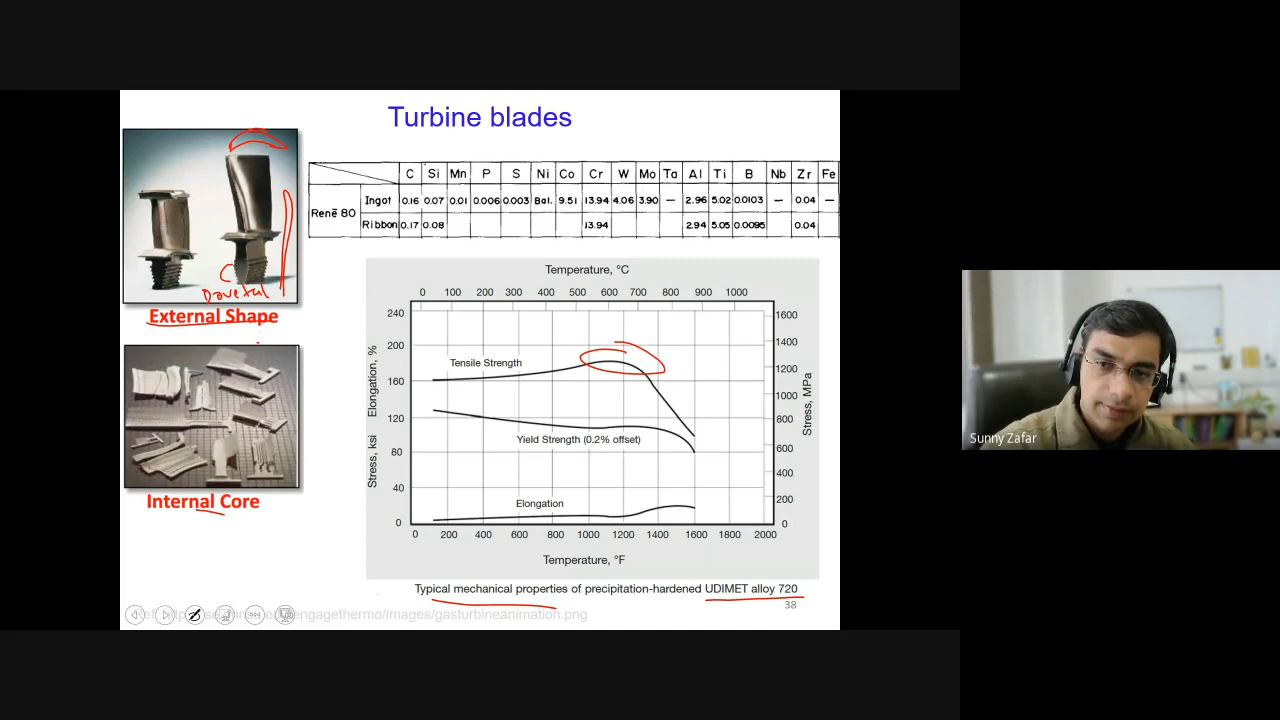 Turbine blades
C Si Mn P S Ni Co Cr W Mo Ta Al Ti B Nb Zr Fe
Renē 80
Ingot 0.16 0.07 0.01 0.006 0.003 Bal. 9.51 13.94 4.06 3.90 — 2.96 5.02 0.0103 — 0.04 —
Ribbon 0.17 0.08 13.94 2.94 5.05 0.0095 0.04
Dovetail
External Shape
Internal Core
Temperature, °C
0 100 200 300 400 500 600 700 800 900 1000
Stress, ksi Elongation, %
240
200
160
120
80
40
0
Tensile Strength
Yield Strength (0.2% offset)
Elongation
1600
1400
1200
1000
800
600
400
200
0
Stress, MPa
0 200 400 600 800 1000 1200 1400 1600 1800 2000
Temperature, °F
Typical mechanical properties of precipitation-hardened UDIMET alloy 720
38
engagethermo/images/gasturbineanimation.png
Sunny Zafar